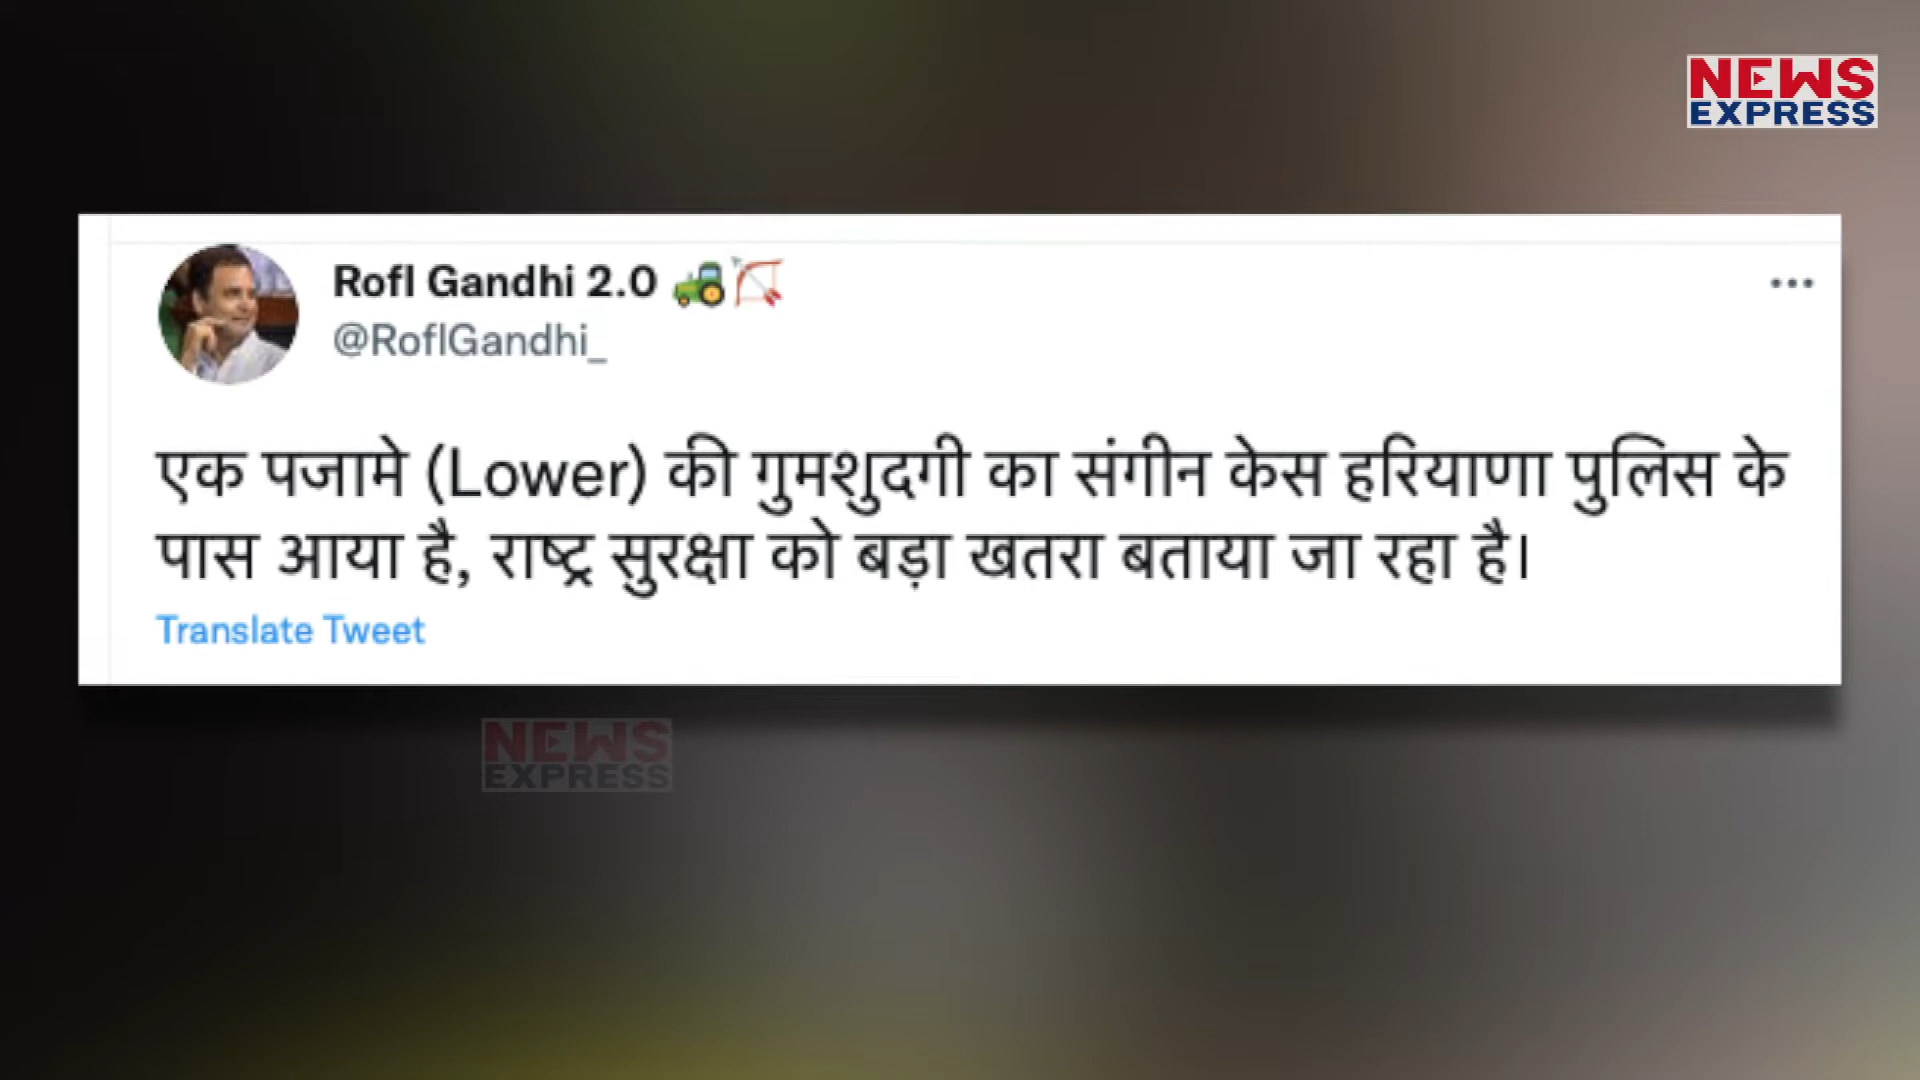 NEWS
EXPRESS
Rofl Gandhi 2.0 🚜🏹
@RoflGandhi_
एक पजामे (Lower) की गुमशुदगी का संगीन केस हरियाणा पुलिस के
पास आया है, राष्ट्र सुरक्षा को बड़ा खतरा बताया जा रहा है।
Translate Tweet
NEWS
EXPRESS